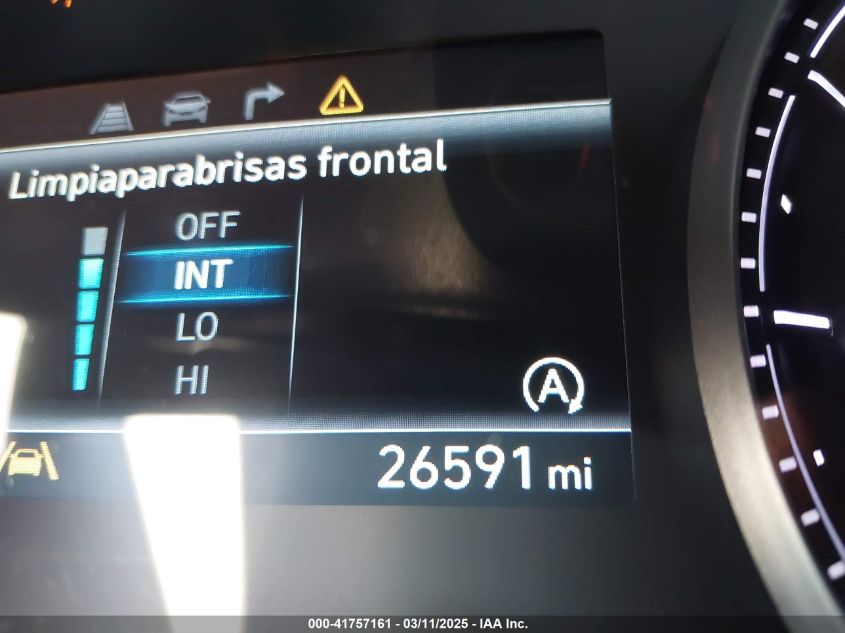 Limpiaparabrisas frontal
OFF
INT
LO
HI
A
26591 mi
000-41757161 - 03/11/2025 - IAA Inc.